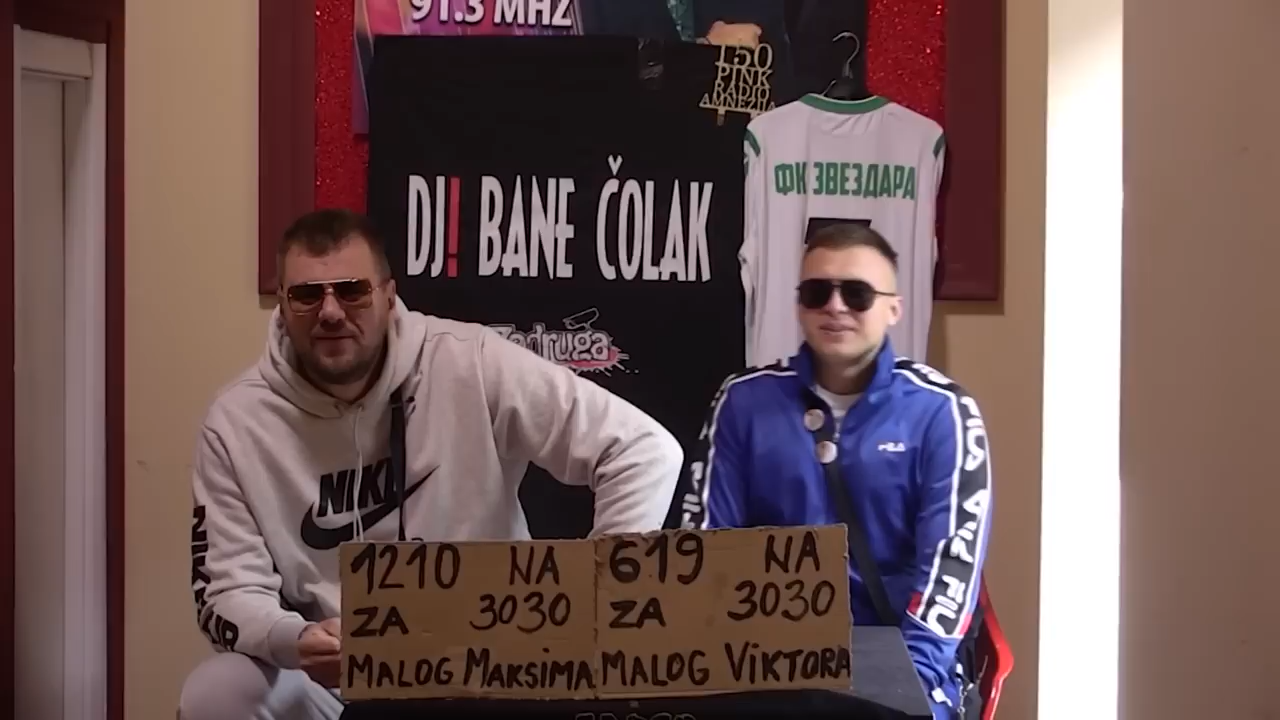 91.3 MHZ
150
PINK
RADIO
AMNEZIJA
DJ! BANE ČOLAK
Zadruga
ФК ЗВЕЗДАРА
NIKE
FILA
1210 NA
ZA 3030
MALOG MAKSIMA
619 NA
ZA 3030
MALOG VIKTORA